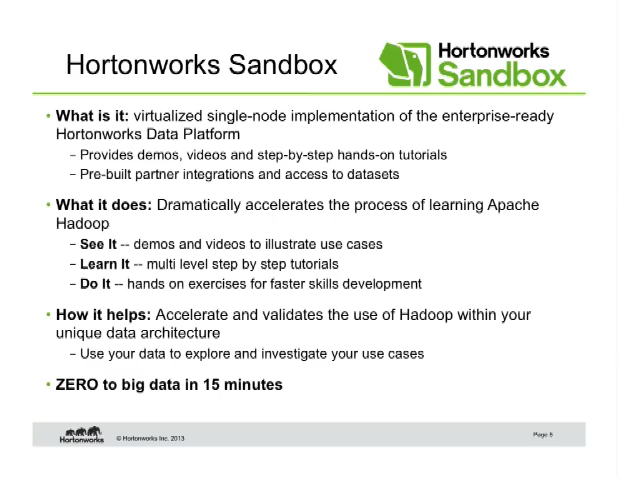 Hortonworks Sandbox
Hortonworks
Sandbox
• What is it: virtualized single-node implementation of the enterprise-ready
Hortonworks Data Platform
– Provides demos, videos and step-by-step hands-on tutorials
– Pre-built partner integrations and access to datasets
• What it does: Dramatically accelerates the process of learning Apache
Hadoop
– See It -- demos and videos to illustrate use cases
– Learn It -- multi level step by step tutorials
– Do It -- hands on exercises for faster skills development
• How it helps: Accelerate and validates the use of Hadoop within your
unique data architecture
– Use your data to explore and investigate your use cases
• ZERO to big data in 15 minutes
Hortonworks
© Hortonworks Inc. 2013
Page 8